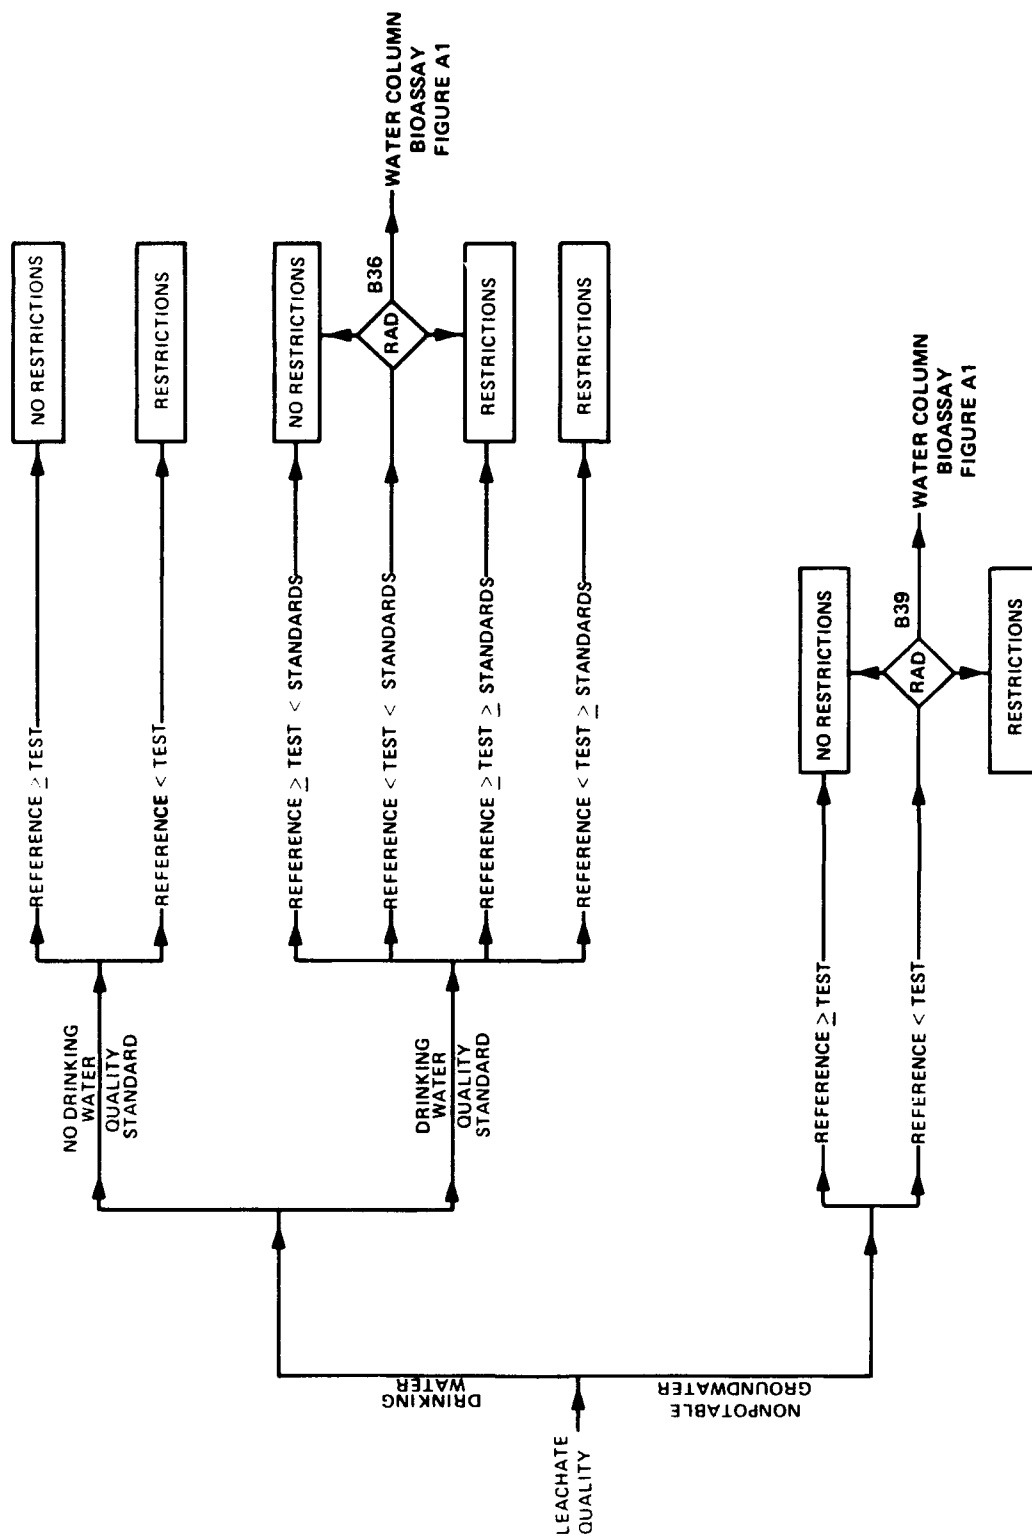 LEACHATE
QUALITY
DRINKING
WATER
NONPOTABLE
GROUNDWATER
NO DRINKING
WATER
QUALITY
STANDARD
REFERENCE ≥ TEST
NO RESTRICTIONS
REFERENCE < TEST
RESTRICTIONS
DRINKING
WATER
QUALITY
STANDARD
REFERENCE ≥ TEST < STANDARDS
NO RESTRICTIONS
REFERENCE < TEST < STANDARDS
RAD
B36
WATER COLUMN
BIOASSAY
FIGURE A1
REFERENCE ≥ TEST ≥ STANDARDS
RESTRICTIONS
REFERENCE < TEST ≥ STANDARDS
RESTRICTIONS
REFERENCE ≥ TEST
NO RESTRICTIONS
REFERENCE < TEST
RAD
B39
WATER COLUMN
BIOASSAY
FIGURE A1
RESTRICTIONS